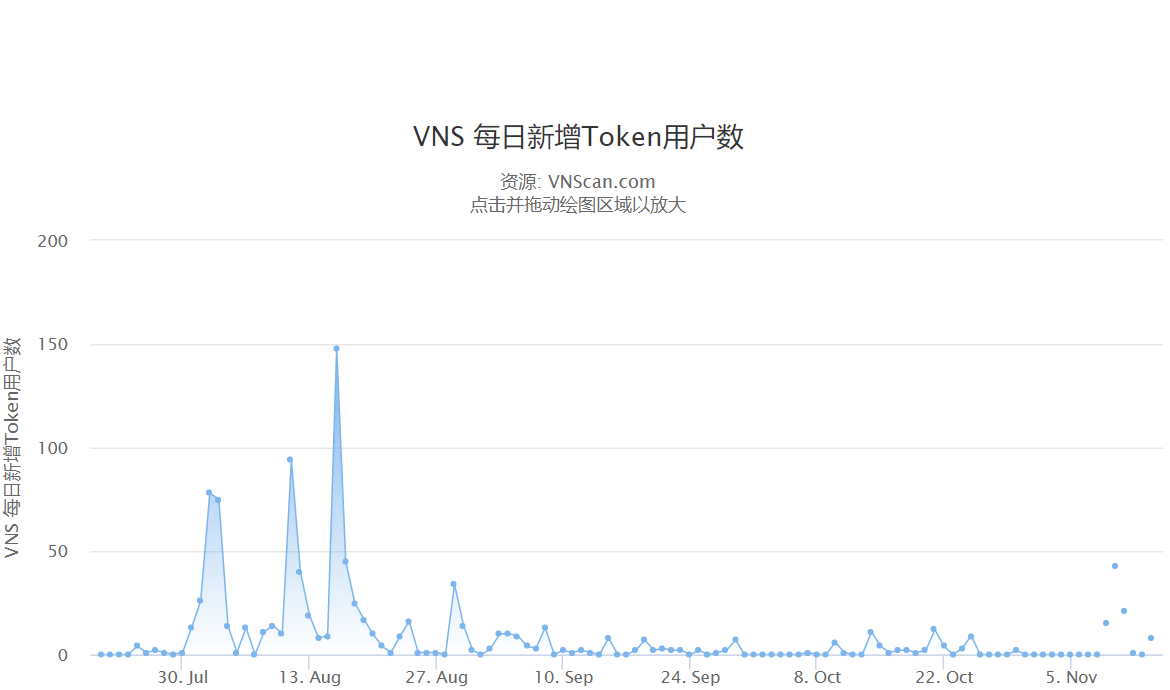 VNS 每日新增Token用户数
资源: VNScan.com
点击并拖动绘图区域以放大
VNS 每日新增Token用户数
200
150
100
50
0
30. Jul
13. Aug
27. Aug
10. Sep
24. Sep
8. Oct
22. Oct
5. Nov